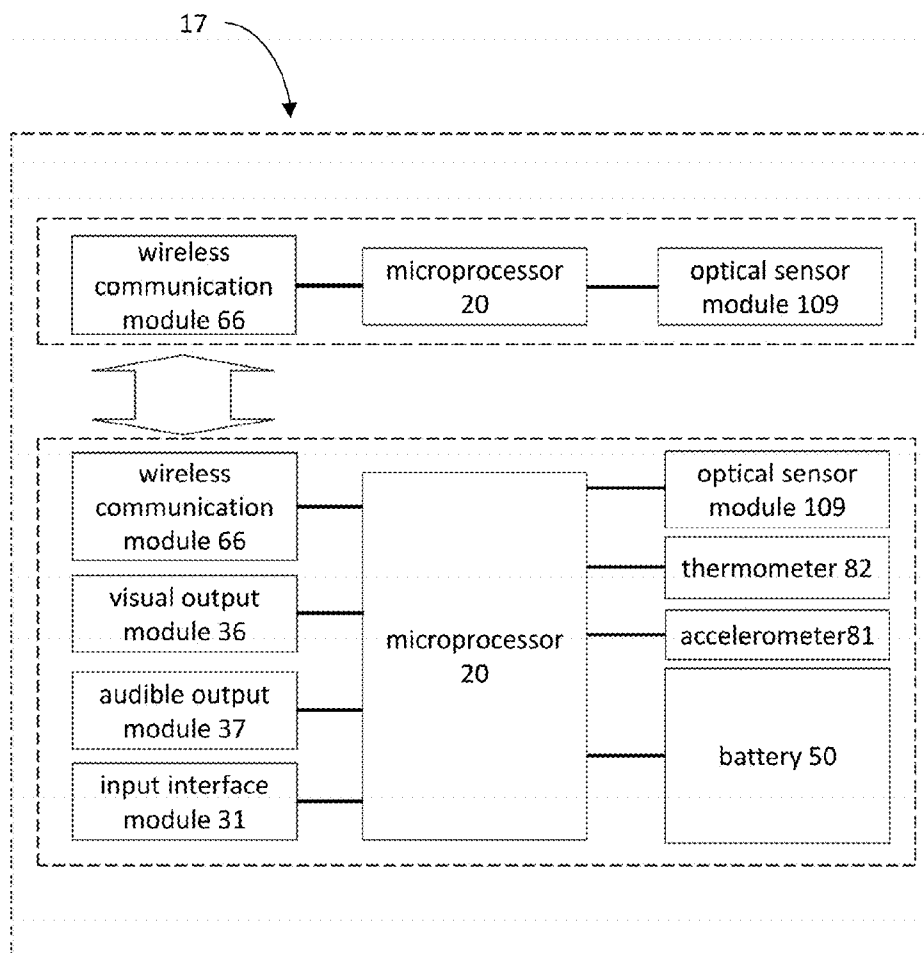 17
wireless
communication
module 66
microprocessor
20
optical sensor
module 109
wireless
communication
module 66
visual output
module 36
audible output
module 37
input interface
module 31
microprocessor
20
optical sensor
module 109
thermometer 82
accelerometer81
battery 50